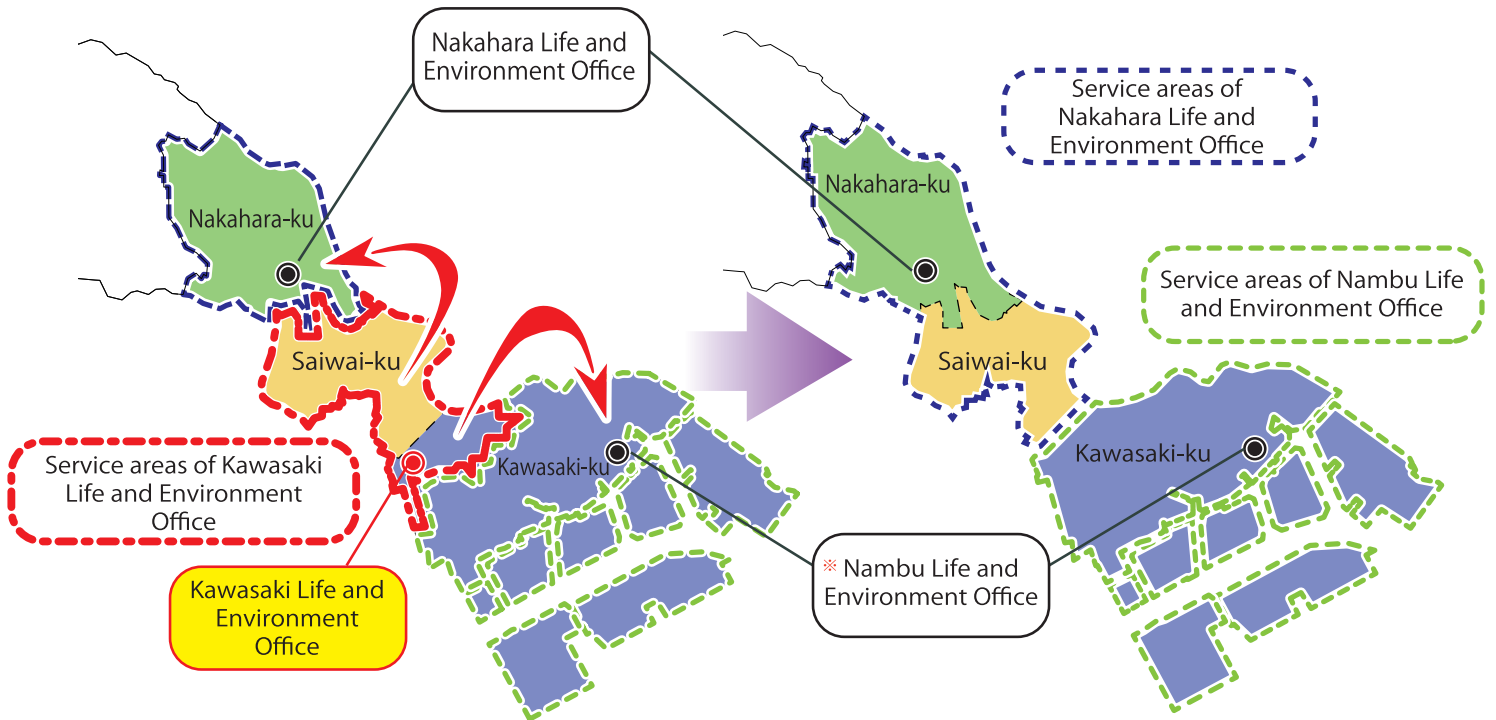 Nakahara Life and
Environment Office
Service areas of
Nakahara Life and
Environment Office
Nakahara-ku
Nakahara-ku
Service areas of Nambu Life
and Environment Office
Saiwai-ku
Saiwai-ku
Service areas of Kawasaki
Life and Environment
Office
Kawasaki-ku
Kawasaki-ku
Kawasaki Life and
Environment
Office
※ Nambu Life and
Environment Office